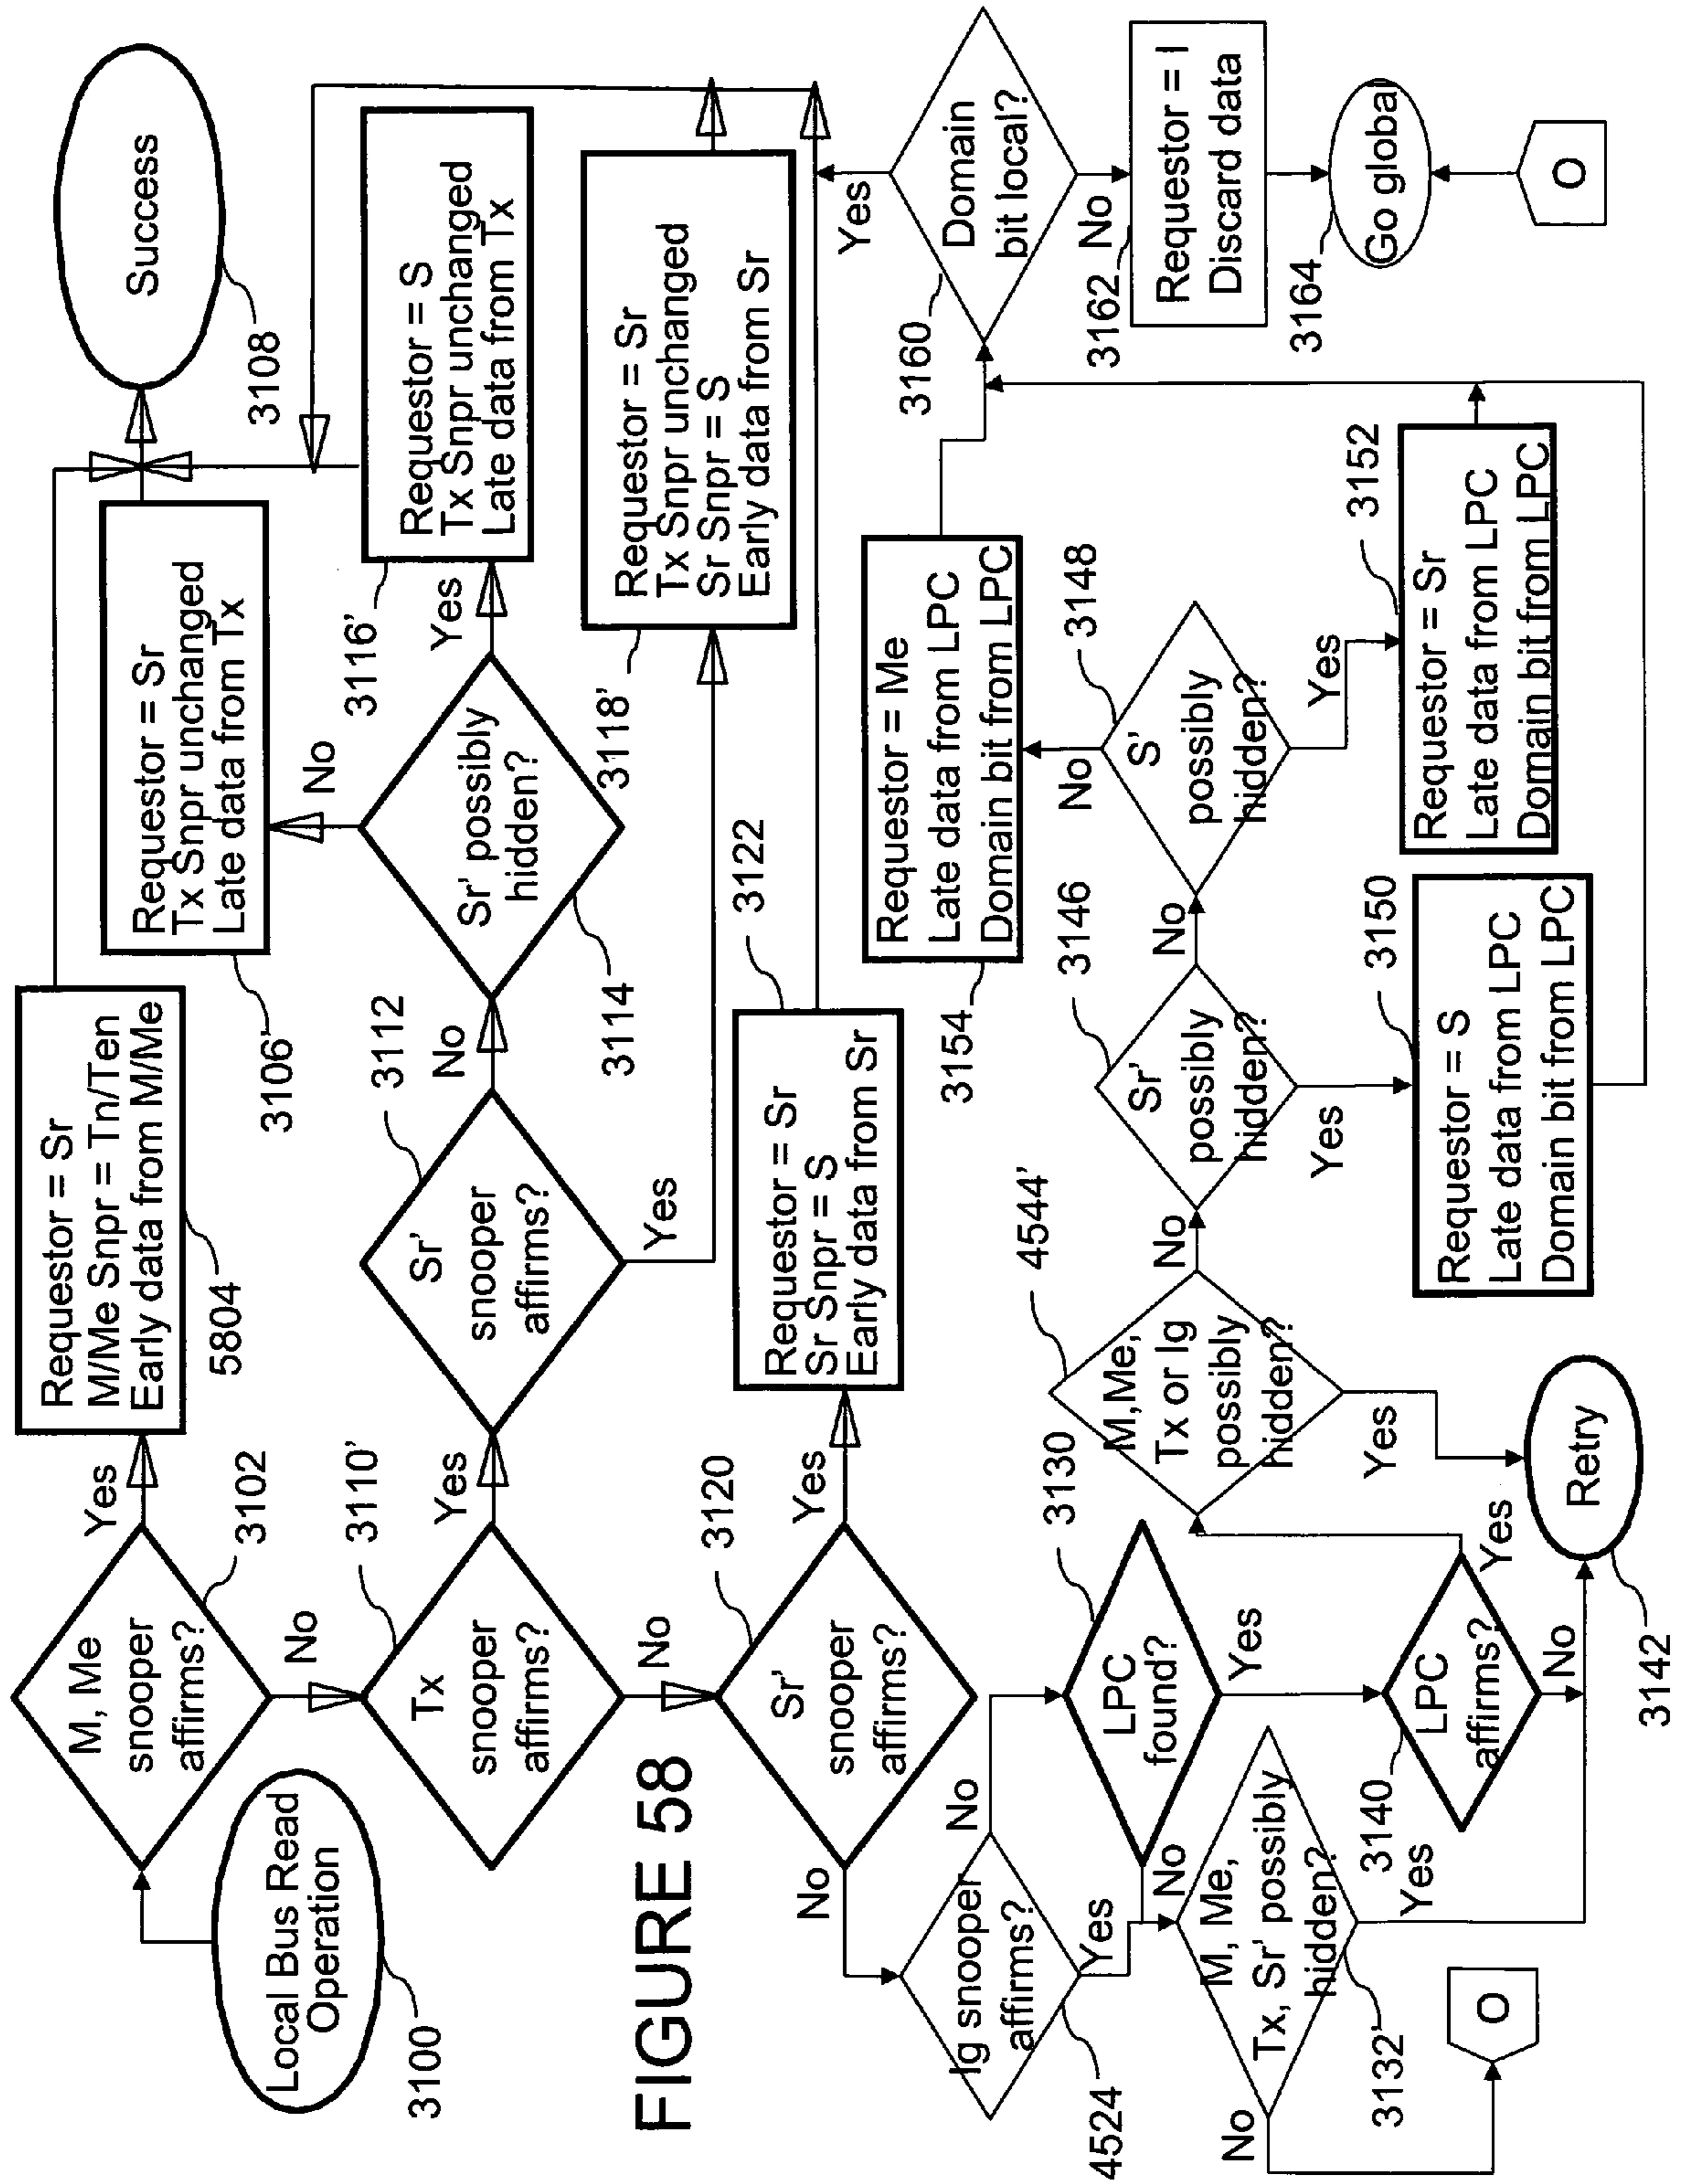 FIGURE 58
Local Bus Read
Operation
3100
M, Me
snooper
affirms?
3102
Yes
No
Requestor = Sr
M/Me Snpr = Tn/Ten
Early data from M/Me
5804
Success
3108
Tx
snooper
affirms?
3110'
Yes
No
Sr'
snooper
affirms?
3112
No
Yes
Sr' possibly
hidden?
3114
No
Yes
Requestor = Sr
Tx Snpr unchanged
Late data from Tx
3106'
Requestor = S
Tx Snpr unchanged
Late data from Tx
3116'
Requestor = Sr
Tx Snpr unchanged
Sr Snpr = S
Early data from Sr
3118'
Sr'
snooper
affirms?
3120
Yes
No
Requestor = Sr
Sr Snpr = S
Early data from Sr
3122
Ig snooper
affirms?
4524
No
Yes
LPC
found?
3130
No
Yes
M, Me,
Tx, Sr' possibly
hidden?
3132'
No
Yes
O
LPC
affirms?
3140
Yes
No
Retry
3142
M,Me,
Tx or Ig
possibly
hidden?
4544'
No
Yes
Sr'
possibly
hidden?
3146
No
Yes
S'
possibly
hidden?
3148
No
Yes
Requestor = Me
Late data from LPC
Domain bit from LPC
3154
Requestor = S
Late data from LPC
Domain bit from LPC
3150
Requestor = Sr
Late data from LPC
Domain bit from LPC
3152
Domain
bit local?
3160
Yes
No
Requestor = I
Discard data
3162
Go global
3164
O